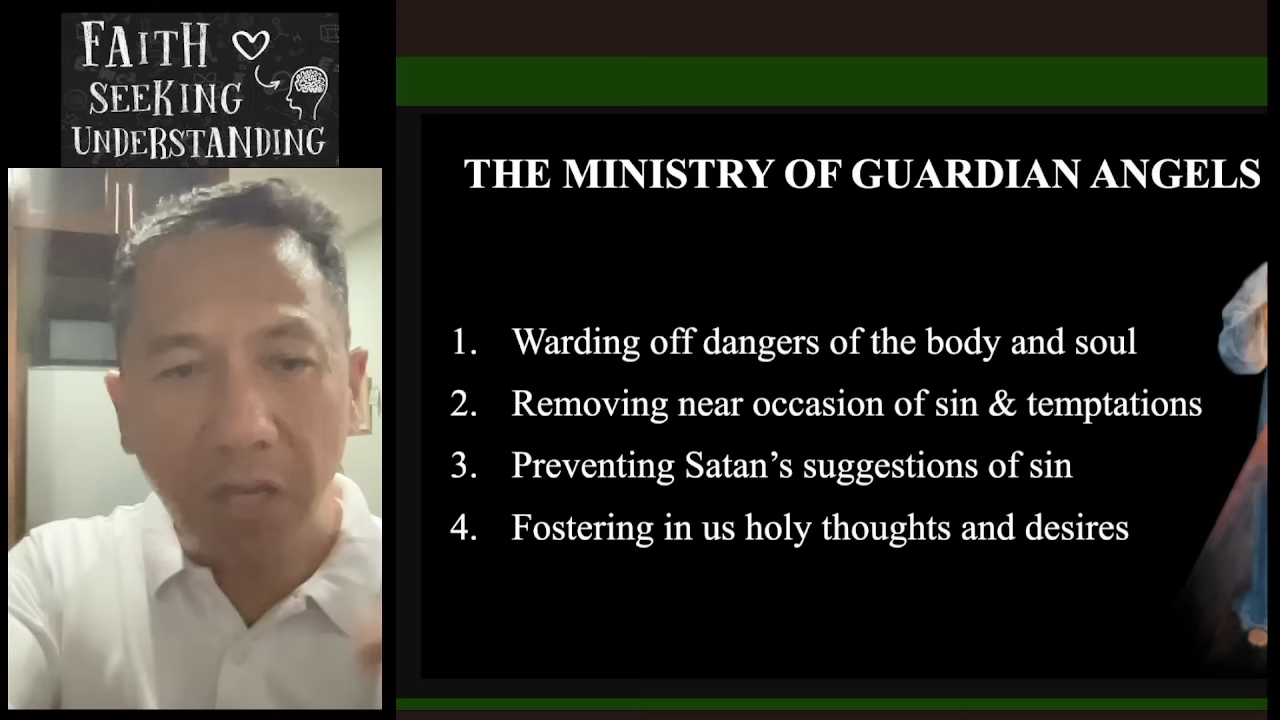 FAITH
SEEKING
UNDERSTANDING
THE MINISTRY OF GUARDIAN ANGELS
1. Warding off dangers of the body and soul
2. Removing near occasion of sin & temptations
3. Preventing Satan’s suggestions of sin
4. Fostering in us holy thoughts and desires